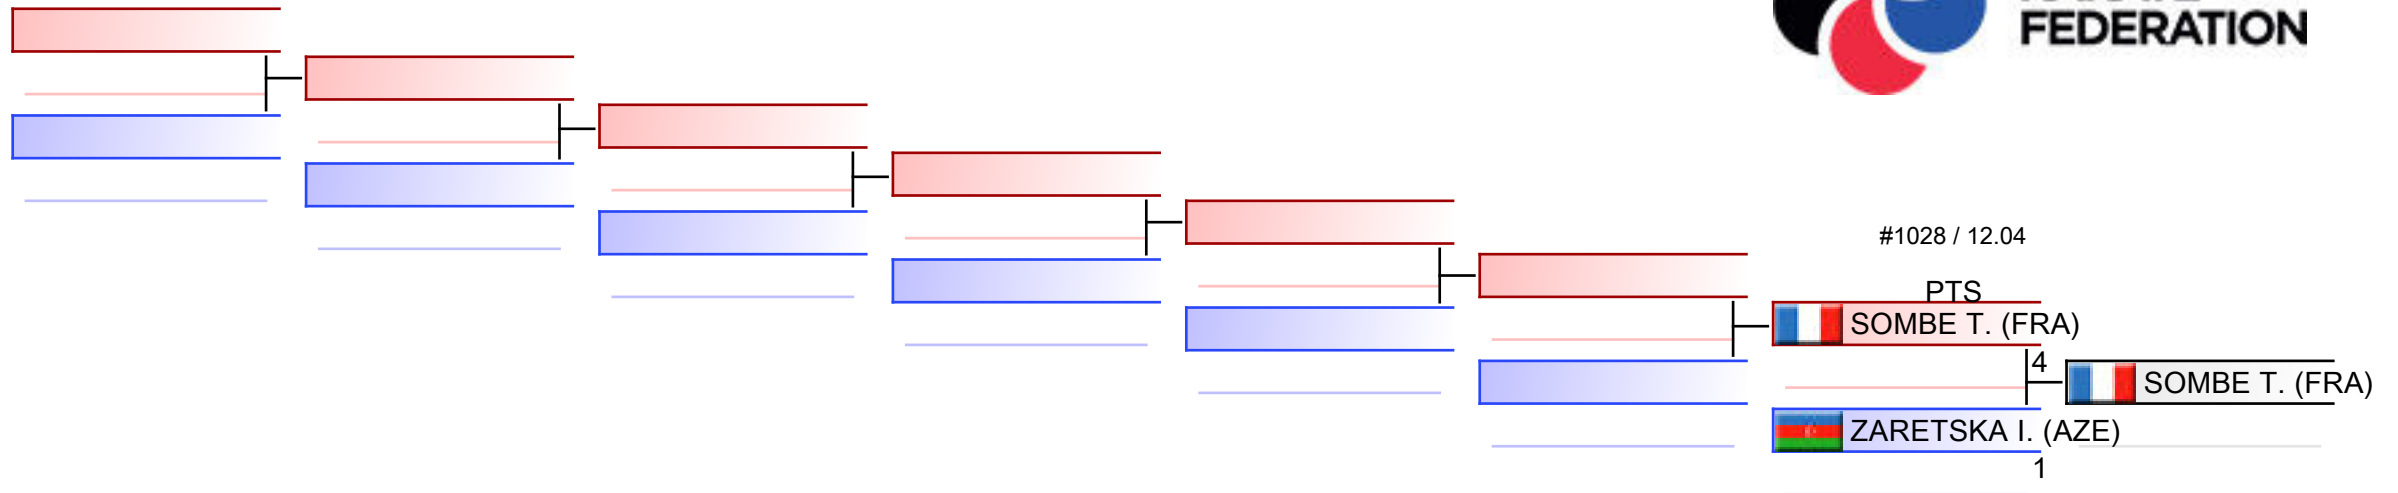 FEDERATION
#1028 / 12.04
PTS
SOMBE T. (FRA)
4
SOMBE T. (FRA)
ZARETSKA I. (AZE)
1